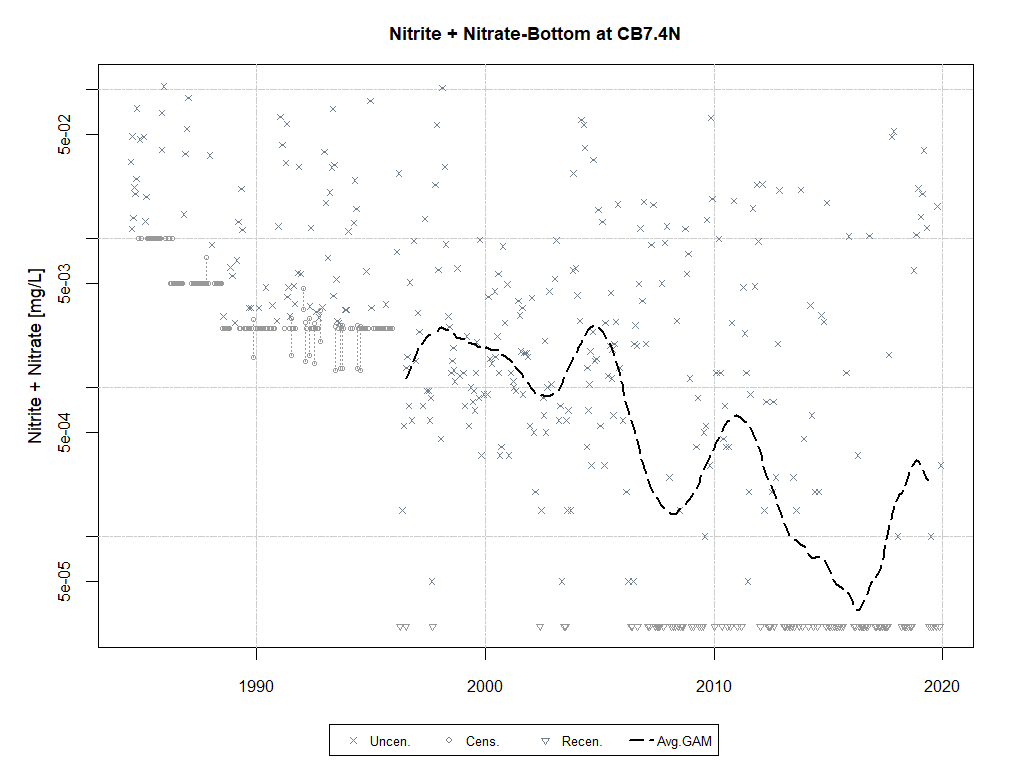 Nitrite + Nitrate-Bottom at CB7.4N
Nitrite + Nitrate [mg/L]
5e-02
5e-03
5e-04
5e-05
1990 2000 2010 2020
Uncen. Cens. Recen. Avg.GAM